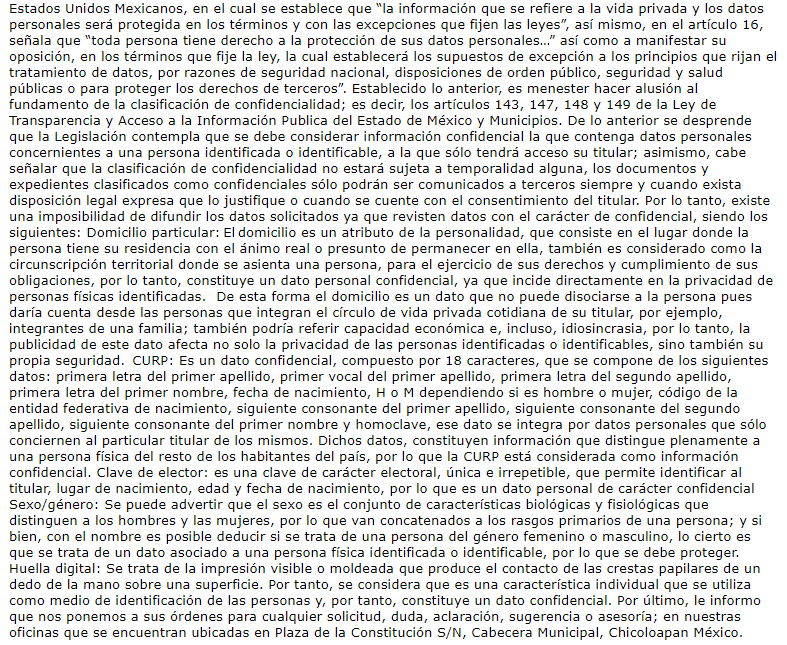 Estados Unidos Mexicanos, en el cual se establece que “la información que se refiere a la vida privada y los datos
personales será protegida en los términos y con las excepciones que fijen las leyes”, así mismo, en el artículo 16,
señala que “toda persona tiene derecho a la protección de sus datos personales…” así como a manifestar su
oposición, en los términos que fije la ley, la cual establecerá los supuestos de excepción a los principios que rijan el
tratamiento de datos, por razones de seguridad nacional, disposiciones de orden público, seguridad y salud
públicas o para proteger los derechos de terceros”. Establecido lo anterior, es menester hacer alusión al
fundamento de la clasificación de confidencialidad; es decir, los artículos 143, 147, 148 y 149 de la Ley de
Transparencia y Acceso a la Información Publica del Estado de México y Municipios. De lo anterior se desprende
que la Legislación contempla que se debe considerar información confidencial la que contenga datos personales
concernientes a una persona identificada o identificable, a la que sólo tendrá acceso su titular; asimismo, cabe
señalar que la clasificación de confidencialidad no estará sujeta a temporalidad alguna, los documentos y
expedientes clasificados como confidenciales sólo podrán ser comunicados a terceros siempre y cuando exista
disposición legal expresa que lo justifique o cuando se cuente con el consentimiento del titular. Por lo tanto, existe
una imposibilidad de difundir los datos solicitados ya que revisten datos con el carácter de confidencial, siendo los
siguientes: Domicilio particular: El domicilio es un atributo de la personalidad, que consiste en el lugar donde la
persona tiene su residencia con el ánimo real o presunto de permanecer en ella, también es considerado como la
circunscripción territorial donde se asienta una persona, para el ejercicio de sus derechos y cumplimiento de sus
obligaciones, por lo tanto, constituye un dato personal confidencial, ya que incide directamente en la privacidad de
personas físicas identificadas. De esta forma el domicilio es un dato que no puede disociarse a la persona pues
daría cuenta desde las personas que integran el círculo de vida privada cotidiana de su titular, por ejemplo,
integrantes de una familia; también podría referir capacidad económica e, incluso, idiosincrasia, por lo tanto, la
publicidad de este dato afecta no solo la privacidad de las personas identificadas o identificables, sino también su
propia seguridad. CURP: Es un dato confidencial, compuesto por 18 caracteres, que se compone de los siguientes
datos: primera letra del primer apellido, primer vocal del primer apellido, primera letra del segundo apellido,
primera letra del primer nombre, fecha de nacimiento, H o M dependiendo si es hombre o mujer, código de la
entidad federativa de nacimiento, siguiente consonante del primer apellido, siguiente consonante del segundo
apellido, siguiente consonante del primer nombre y homoclave, ese dato se integra por datos personales que sólo
conciernen al particular titular de los mismos. Dichos datos, constituyen información que distingue plenamente a
una persona física del resto de los habitantes del país, por lo que la CURP está considerada como información
confidencial. Clave de elector: es una clave de carácter electoral, única e irrepetible, que permite identificar al
titular, lugar de nacimiento, edad y fecha de nacimiento, por lo que es un dato personal de carácter confidencial
Sexo/género: Se puede advertir que el sexo es el conjunto de características biológicas y fisiológicas que
distinguen a los hombres y las mujeres, por lo que van concatenados a los rasgos primarios de una persona; y si
bien, con el nombre es posible deducir si se trata de una persona del género femenino o masculino, lo cierto es
que se trata de un dato asociado a una persona física identificada o identificable, por lo que se debe proteger.
Huella digital: Se trata de la impresión visible o moldeada que produce el contacto de las crestas papilares de un
dedo de la mano sobre una superficie. Por tanto, se considera que es una característica individual que se utiliza
como medio de identificación de las personas y, por tanto, constituye un dato confidencial. Por último, le informo
que nos ponemos a sus órdenes para cualquier solicitud, duda, aclaración, sugerencia o asesoría; en nuestras
oficinas que se encuentran ubicadas en Plaza de la Constitución S/N, Cabecera Municipal, Chicoloapan México.